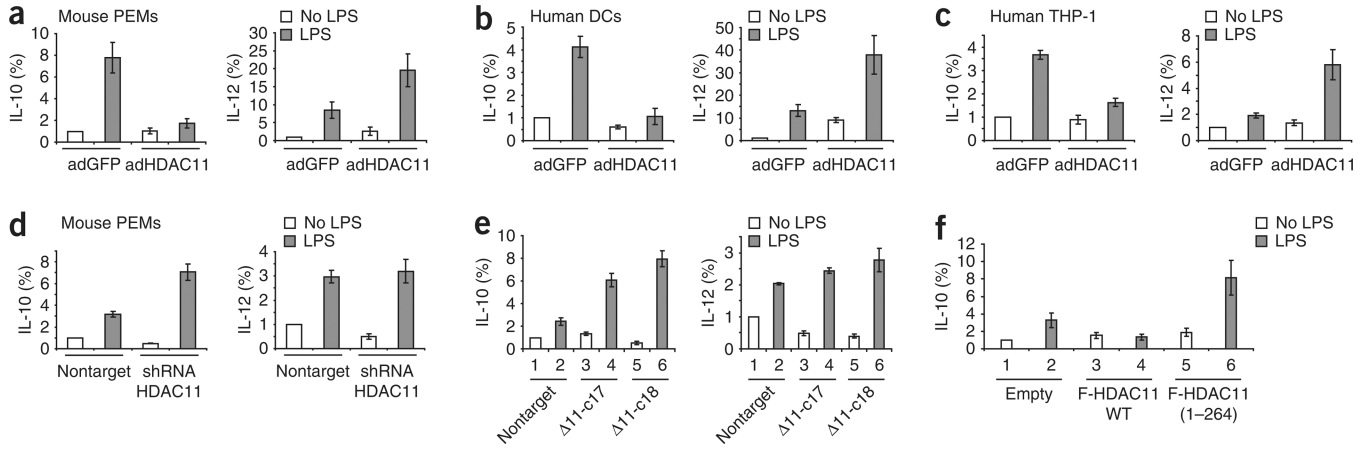 a
Mouse PEMs
IL-10 (%)
10
8
6
4
2
0
adGFP adHDAC11
No LPS
LPS
IL-12 (%)
30
25
20
15
10
5
0
adGFP adHDAC11
b
Human DCs
IL-10 (%)
5
4
3
2
1
0
adGFP adHDAC11
No LPS
LPS
IL-12 (%)
50
40
30
20
10
0
adGFP adHDAC11
c
Human THP-1
IL-10 (%)
4
3
2
1
0
adGFP adHDAC11
No LPS
LPS
IL-12 (%)
8
6
4
2
0
adGFP adHDAC11
d
Mouse PEMs
IL-10 (%)
8
6
4
2
0
Nontarget shRNA
HDAC11
No LPS
LPS
IL-12 (%)
4
3
2
1
0
Nontarget shRNA
HDAC11
e
IL-10 (%)
10
8
6
4
2
0
1 2 3 4 5 6
Nontarget
Δ11-c17
Δ11-c18
No LPS
LPS
IL-12 (%)
3
2
1
0
1 2 3 4 5 6
Nontarget
Δ11-c17
Δ11-c18
f
No LPS
LPS
IL-10 (%)
12
10
8
6
4
2
0
1 2 3 4 5 6
Empty F-HDAC11 F-HDAC11
WT (1–264)